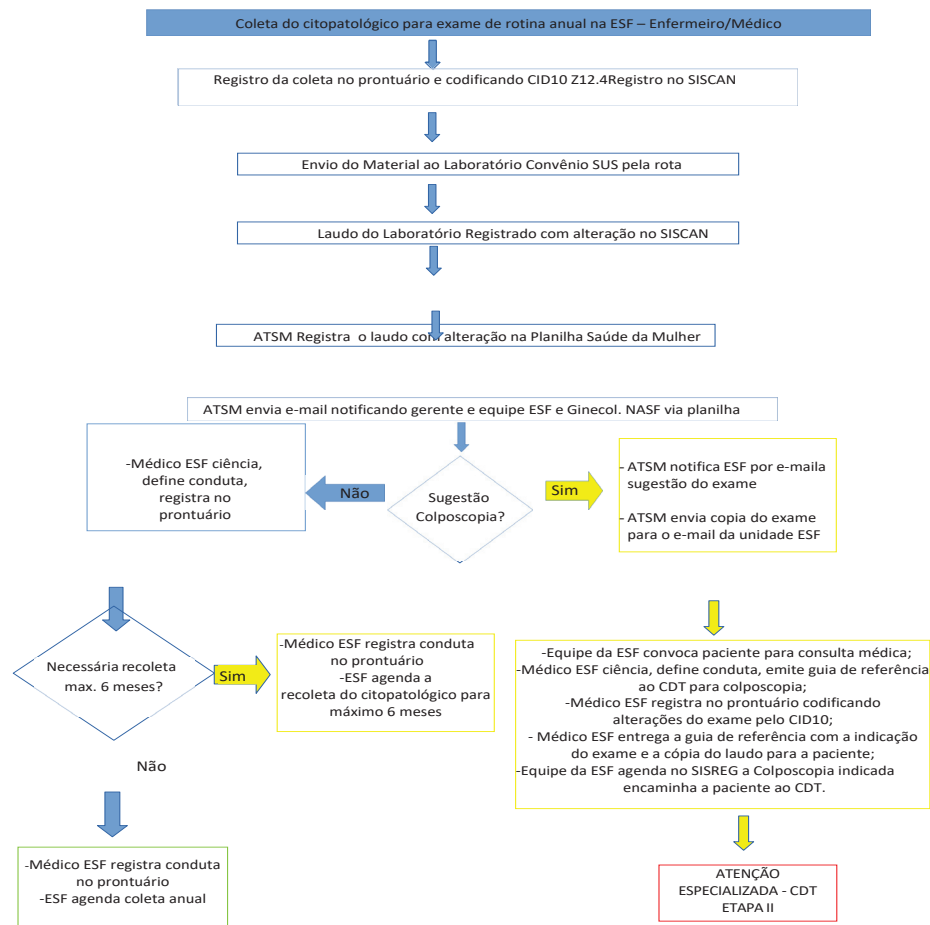 Coleta do citopatológico para exame de rotina anual na ESF – Enfermeiro/Médico
Registro da coleta no prontuário e codificando CID10 Z12.4Registro no SISCAN
Envio do Material ao Laboratório Convênio SUS pela rota
Laudo do Laboratório Registrado com alteração no SISCAN
ATSM Registra o laudo com alteração na Planilha Saúde da Mulher
ATSM envia e-mail notificando gerente e equipe ESF e Ginecol. NASF via planilha
-Médico ESF ciência,
define conduta,
registra no
prontuário
Não
Sugestão
Colposcopia?
Sim
- ATSM notifica ESF por e-maila
sugestão do exame
- ATSM envia copia do exame
para o e-mail da unidade ESF
Necessária recoleta
max. 6 meses?
Sim
-Médico ESF registra conduta
no prontuário
-ESF agenda a
recoleta do citopatológico para
máximo 6 meses
-Equipe da ESF convoca paciente para consulta médica;
-Médico ESF ciência, define conduta, emite guia de referência
ao CDT para colposcopia;
-Médico ESF registra no prontuário codificando
alterações do exame pelo CID10;
- Médico ESF entrega a guia de referência com a indicação
do exame e a cópia do laudo para a paciente;
-Equipe da ESF agenda no SISREG a Colposcopia indicada
encaminha a paciente ao CDT.
Não
-Médico ESF registra conduta
no prontuário
-ESF agenda coleta anual
ATENÇÃO
ESPECIALIZADA - CDT
ETAPA II